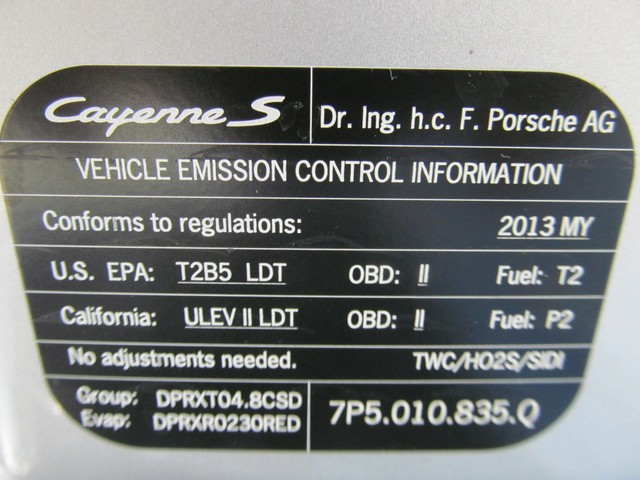 Cayenne S Dr. Ing. h.c. F. Porsche AG
VEHICLE EMISSION CONTROL INFORMATION
Conforms to regulations: 2013 MY
U.S. EPA: T2B5 LDT OBD: II Fuel: T2
California: ULEV II LDT OBD: II Fuel: P2
No adjustments needed. TWC/HO2S/SIDI
Group: DPRXT04.8CSD
Evap: DPRXR0230RED
7P5.010.835.Q